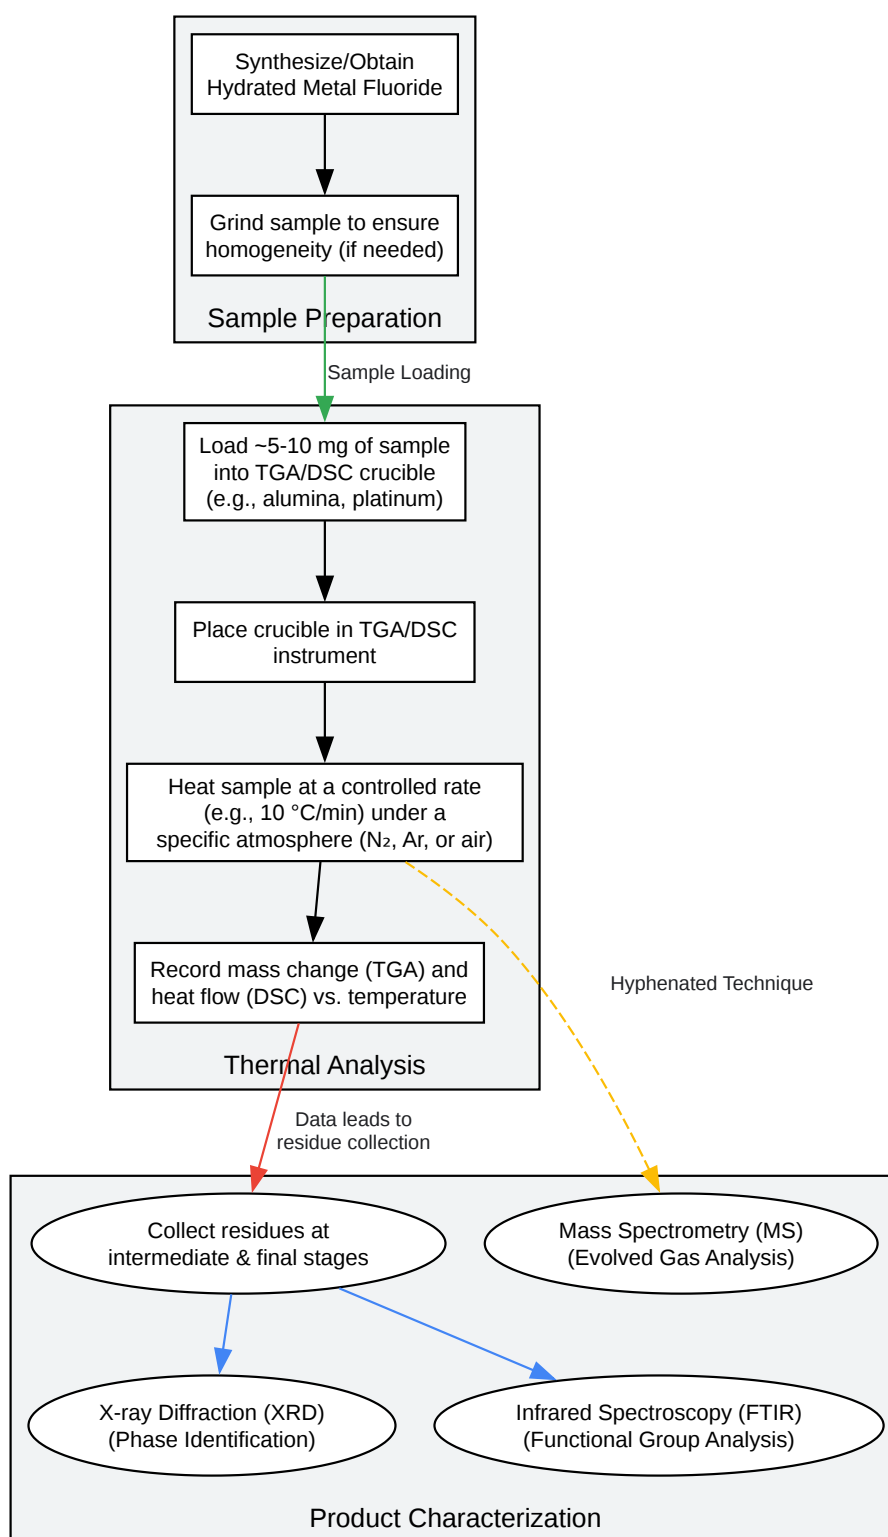 Synthesize/Obtain
Hydrated Metal Fluoride
Grind sample to ensure
homogeneity (if needed)
Sample Preparation
Sample Loading
Load ~5-10 mg of sample
into TGA/DSC crucible
(e.g., alumina, platinum)
Place crucible in TGA/DSC
instrument
Heat sample at a controlled rate
(e.g., 10 °C/min) under a
specific atmosphere (N₂, Ar, or air)
Record mass change (TGA) and
heat flow (DSC) vs. temperature
Hyphenated Technique
Thermal Analysis
Data leads to
residue collection
Collect residues at
intermediate & final stages
Mass Spectrometry (MS)
(Evolved Gas Analysis)
X-ray Diffraction (XRD)
(Phase Identification)
Infrared Spectroscopy (FTIR)
(Functional Group Analysis)
Product Characterization